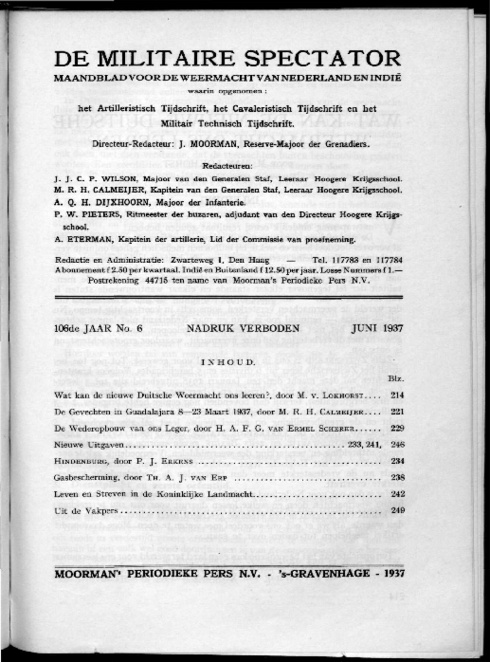 DE MILITAIRE SPECTATOR
MAANDBLAD VOOR DE WEERMACHT VAN NEDERLAND EN INDIË
waarin opgenomen:
het Artilleristisch Tijdschrift, het Cavaleristisch Tijdschrift en het
Militair Technisch Tijdschrift.
Directeur-Redacteur: J. MOORMAN, Reserve-Majoor der Grenadiers.
Redacteuren:
J. J. C. P. WILSON, Majoor van den Generalen Staf, Leeraar Hoogere Krijgsschool.
M. R. H. CALMEIJER, Kapitein van den Generalen Staf, Leeraar Hoogere Krijgsschool.
A. Q. H. DIJXHOORN, Majoor der Infanterie.
P. W. PIETERS, Ritmeester der huzaren, adjudant van den Directeur Hoogere Krijgs-
school.
A. ETERMAN, Kapitein der artillerie, Lid der Commissie van proefneming.
Redactie en Administratie: Zwarteweg 1, Den Haag — Tel. 117783 en 117784
Abonnement f 2.50 per kwartaal. Indië en Buitenland f 12.50 per jaar. Losse Nummers f 1.—
Postrekening 44715 ten name van Moorman's Periodieke Pers N.V.
106de JAAR No. 6 NADRUK VERBODEN JUNI 1937
INHOUD.
Blz.
Wat kan de nieuwe Duitsche Weermacht ons leeren?, door M. v. LOKHORST.... 214
De Gevechten in Guadalajara 8—23 Maart 1937, door M. R. H. CALMEIJER.... 221
De Wederopbouw van ons Leger, door H. A. F. G. VAN ERMEL SCHERER...... 229
Nieuwe Uitgaven........ 233, 241, 246
HINDENBURG, door P. J. EEKENS ........ 234
Gasbescherming, door TH. A. J. VAN ERP ........ 238
Leven en Streven in de Koninklijke Landmacht........ 242
Uit de Vakpers........ 249
MOORMAN'S PERIODIEKE PERS N.V. - 's-GRAVENHAGE - 1937